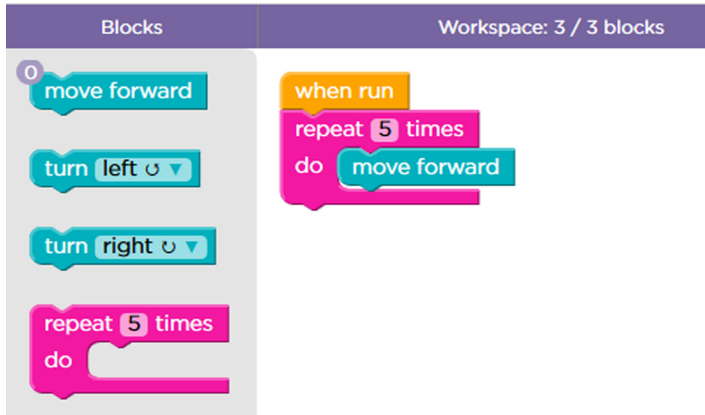 Blocks
Workspace: 3 / 3 blocks
0
move forward
turn left ↺ ▼
turn right ↻ ▼
repeat 5 times
do
when run
repeat 5 times
do move forward